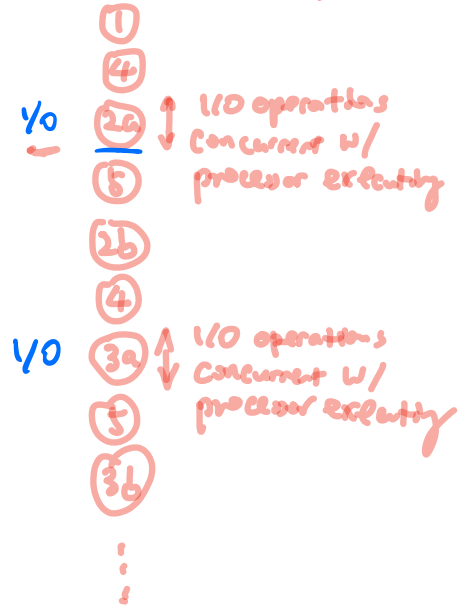 1
4
I/O 2a I/O operations
concurrent w/
5 processor executing
2b
4
I/O 3a I/O operations
concurrent w/
5 processor executing
3b